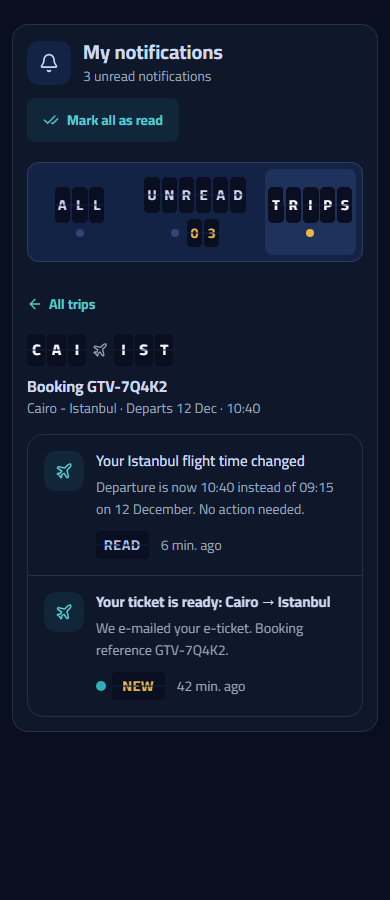 My notifications
3 unread notifications
Mark all as read
ALL
UNREAD
03
TRIPS
All trips
CAI IST
Booking GTV-7Q4K2
Cairo - Istanbul · Departs 12 Dec · 10:40
Your Istanbul flight time changed
Departure is now 10:40 instead of 09:15
on 12 December. No action needed.
READ 6 min. ago
Your ticket is ready: Cairo → Istanbul
We e-mailed your e-ticket. Booking
reference GTV-7Q4K2.
NEW 42 min. ago